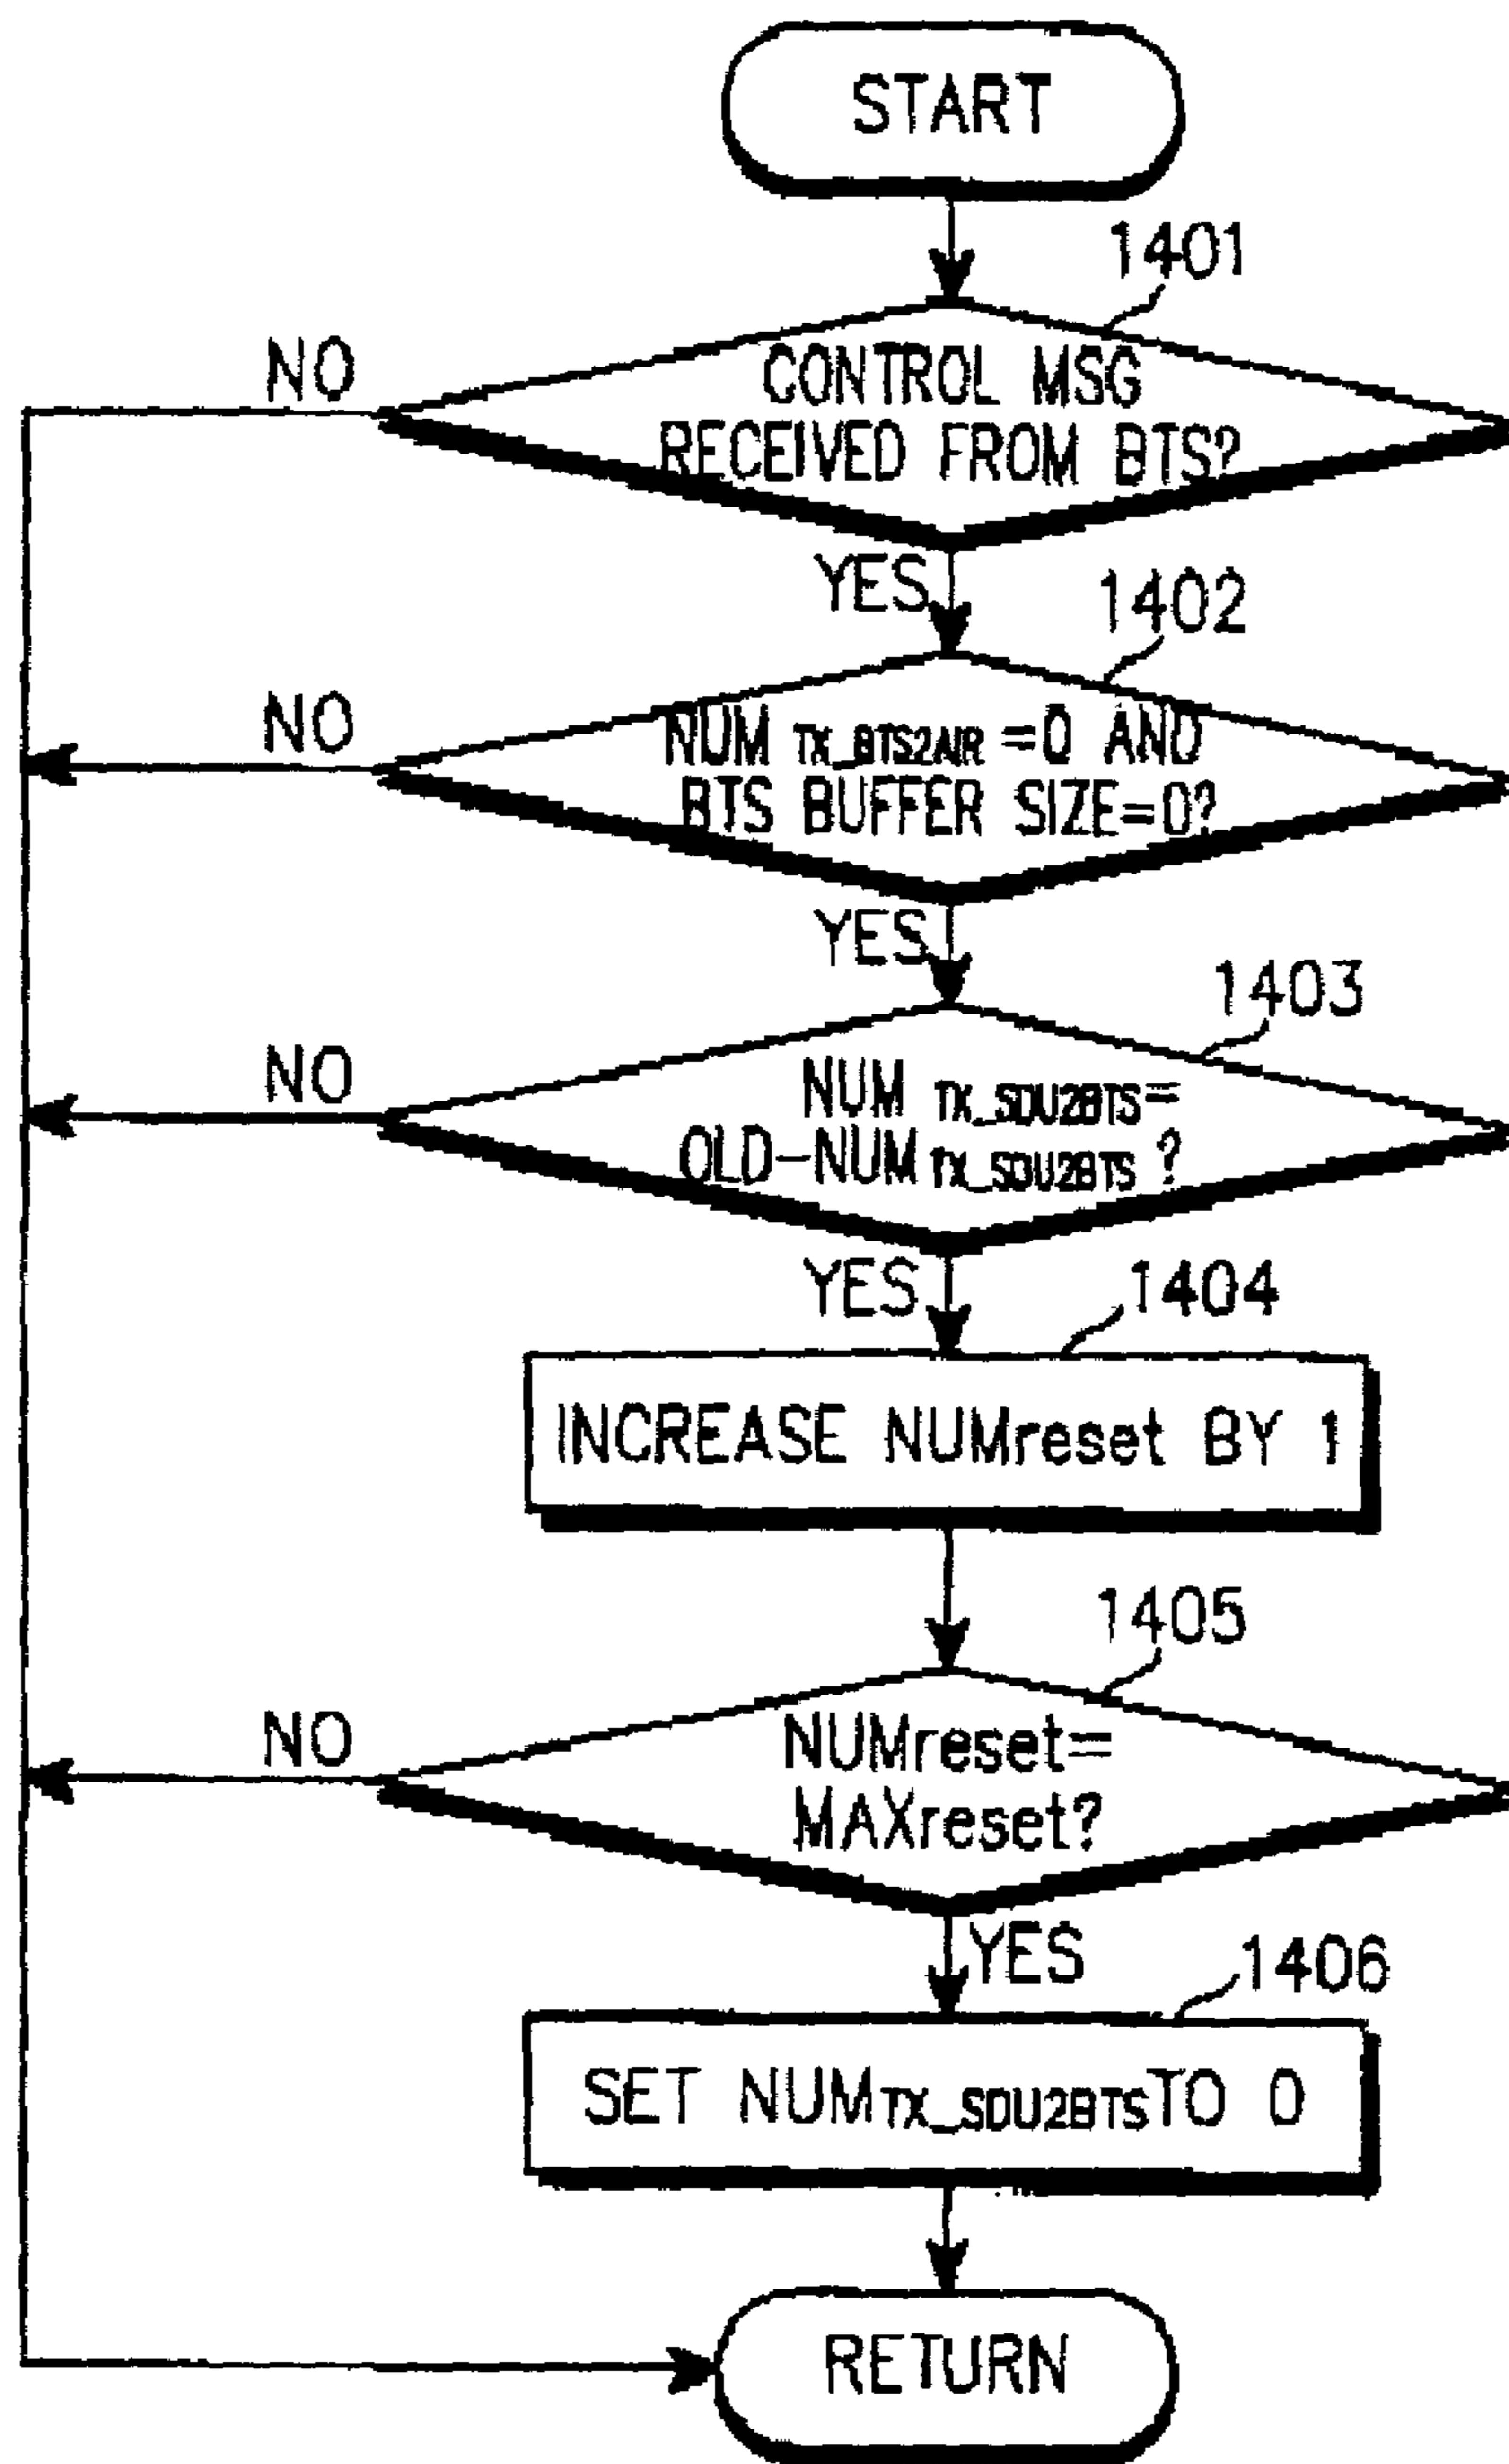 START
1401
NO
CONTROL MSG
RECEIVED FROM BTS?
YES
1402
NO
NUM TX_BTS2AIR =0 AND
BTS BUFFER SIZE=0?
YES
1403
NO
NUM TX_SDU2BTS=
OLD-NUM TX_SDU2BTS ?
YES
1404
INCREASE NUMreset BY 1
1405
NO
NUMreset=
MAXreset?
YES
1406
SET NUMTX_SDU2BTS TO 0
RETURN